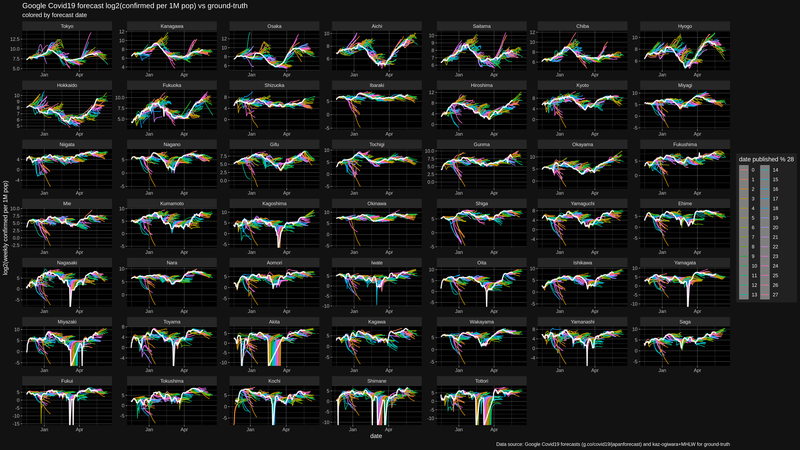 Google Covid19 forecast log2(confirmed per 1M pop) vs ground-truth
colored by forecast date
Tokyo Kanagawa Osaka Aichi Saitama Chiba Hyogo
Hokkaido Fukuoka Shizuoka Ibaraki Hiroshima Kyoto Miyagi
Niigata Nagano Gifu Tochigi Gunma Okayama Fukushima
Mie Kumamoto Kagoshima Okinawa Shiga Yamaguchi Ehime
Nagasaki Nara Aomori Iwate Oita Ishikawa Yamagata
Miyazaki Toyama Akita Kagawa Wakayama Yamanashi Saga
Fukui Tokushima Kochi Shimane Tottori
Jan Apr
log2(weekly confirmed per 1M pop)
date
date published % 28
0 14
1 15
2 16
3 17
4 18
5 19
6 20
7 21
8 22
9 23
10 24
11 25
12 26
13 27
Data source: Google Covid19 forecasts (g.co/covid19/japanforecast) and kaz-ogiwara+MHLW for ground-truth